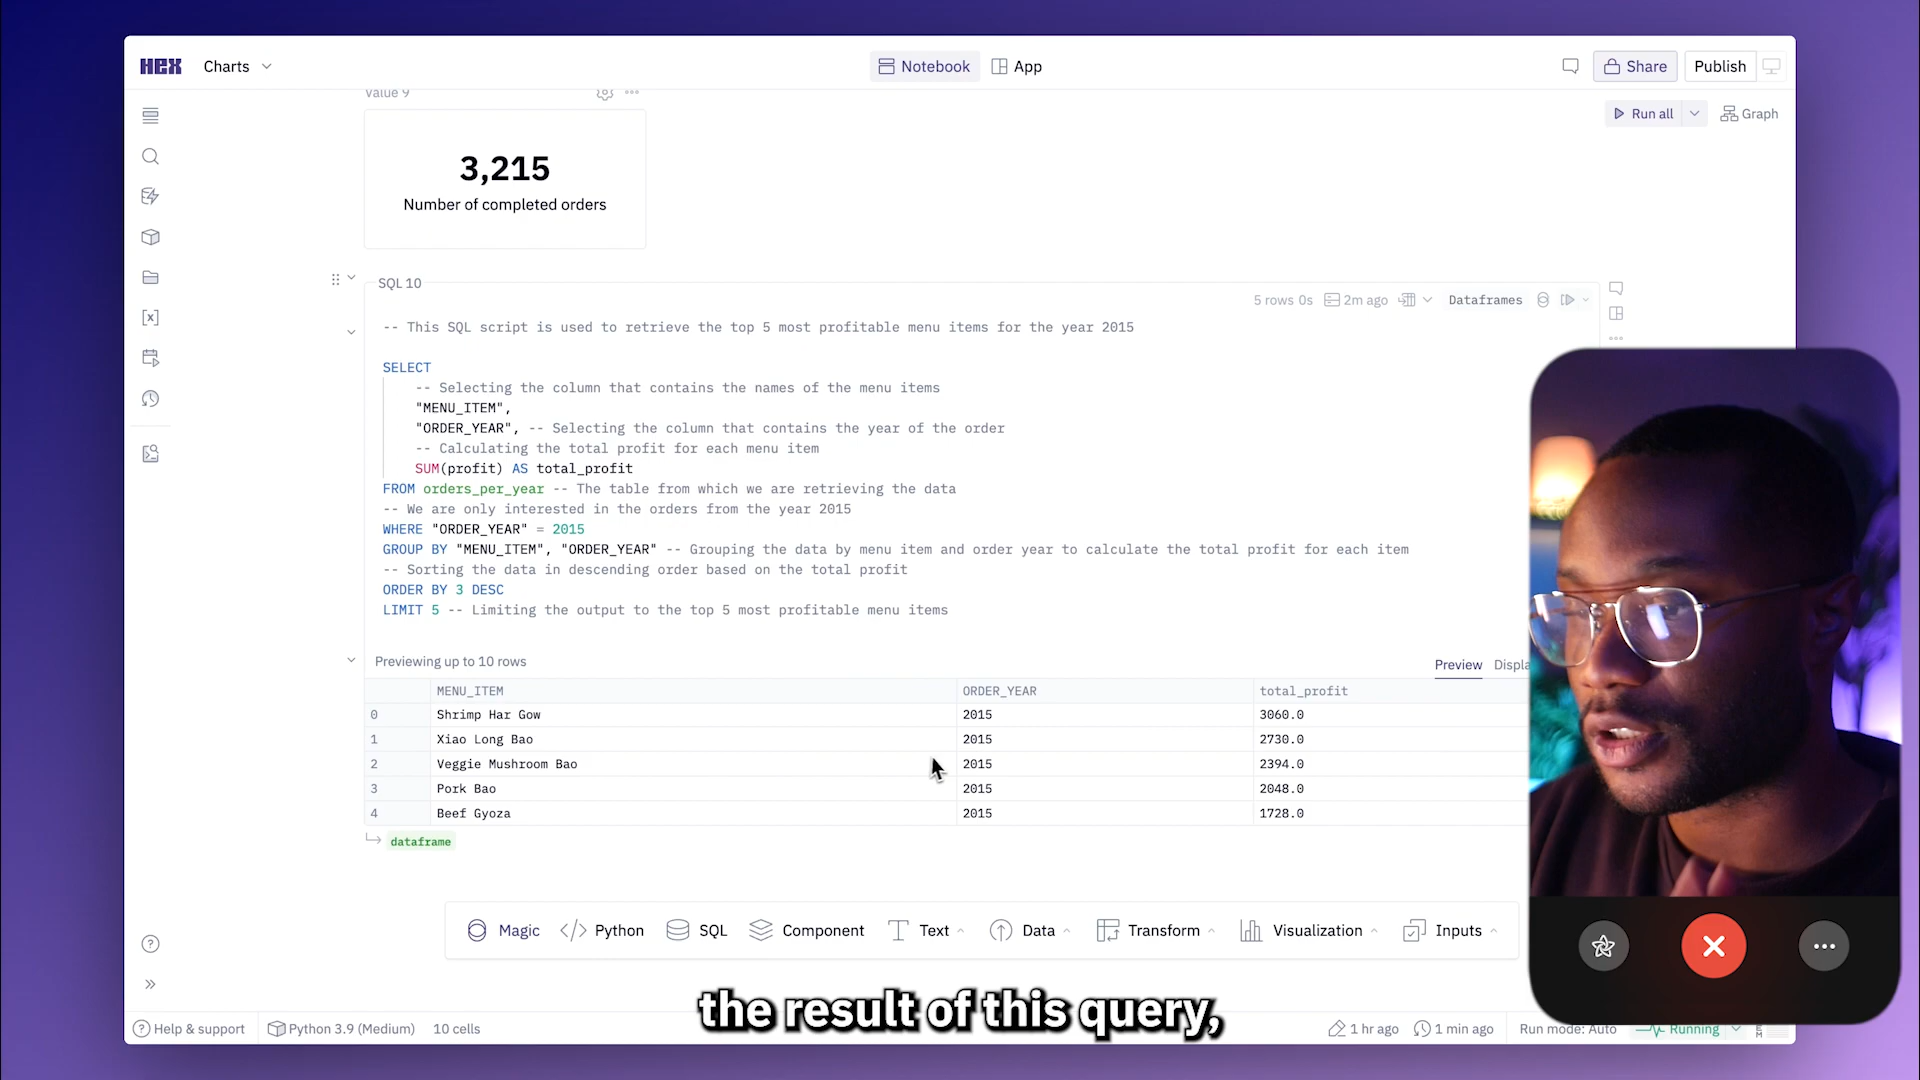 HEX Charts Notebook App Share Publish
Value 9
Run all Graph
3,215
Number of completed orders
SQL 10
5 rows 0s 2m ago Dataframes
-- This SQL script is used to retrieve the top 5 most profitable menu items for the year 2015
SELECT
-- Selecting the column that contains the names of the menu items
"MENU_ITEM",
"ORDER_YEAR", -- Selecting the column that contains the year of the order
-- Calculating the total profit for each menu item
SUM(profit) AS total_profit
FROM orders_per_year -- The table from which we are retrieving the data
-- We are only interested in the orders from the year 2015
WHERE "ORDER_YEAR" = 2015
GROUP BY "MENU_ITEM", "ORDER_YEAR" -- Grouping the data by menu item and order year to calculate the total profit for each item
-- Sorting the data in descending order based on the total profit
ORDER BY 3 DESC
LIMIT 5 -- Limiting the output to the top 5 most profitable menu items
Previewing up to 10 rows Preview Displa
MENU_ITEM ORDER_YEAR total_profit
0 Shrimp Har Gow 2015 3060.0
1 Xiao Long Bao 2015 2730.0
2 Veggie Mushroom Bao 2015 2394.0
3 Pork Bao 2015 2048.0
4 Beef Gyoza 2015 1728.0
dataframe
Magic Python SQL Component Text Data Transform Visualization Inputs
the result of this query,
Help & support Python 3.9 (Medium) 10 cells 1 hr ago 1 min ago Run mode: Auto Running